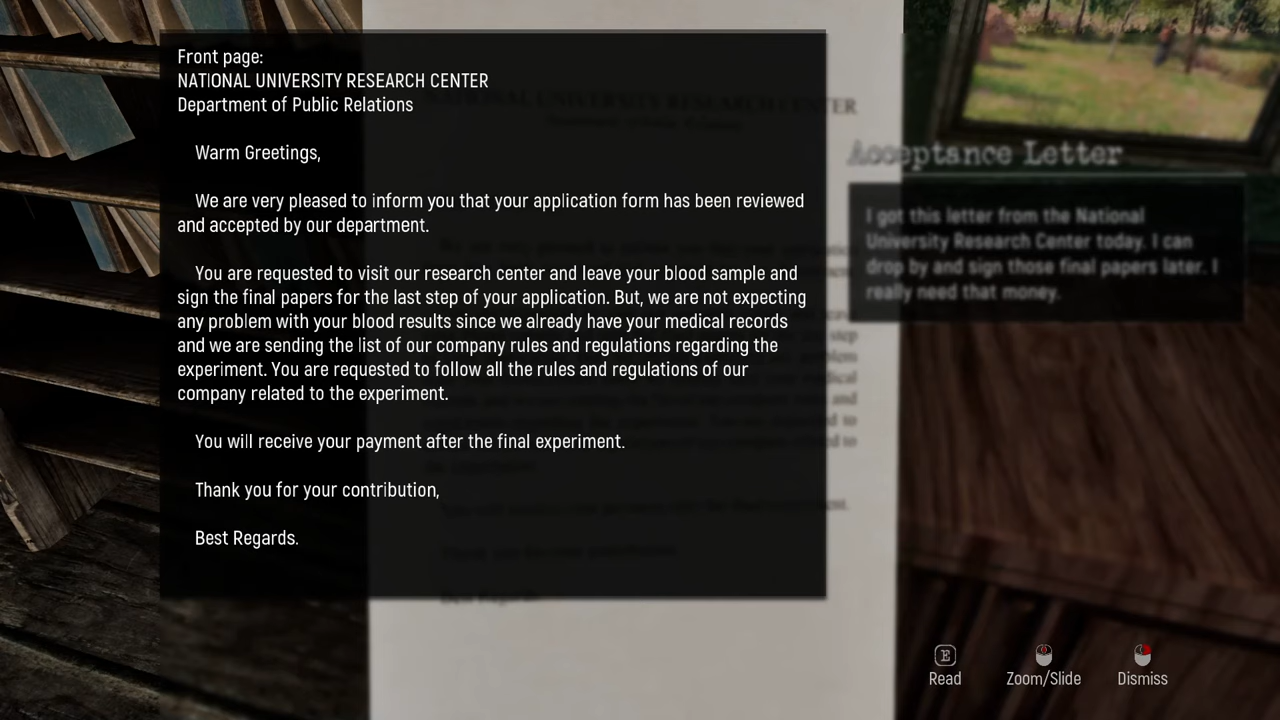 Front page:
NATIONAL UNIVERSITY RESEARCH CENTER
Department of Public Relations
Warm Greetings,
We are very pleased to inform you that your application form has been reviewed
and accepted by our department.
You are requested to visit our research center and leave your blood sample and
sign the final papers for the last step of your application. But, we are not expecting
any problem with your blood results since we already have your medical records
and we are sending the list of our company rules and regulations regarding the
experiment. You are requested to follow all the rules and regulations of our
company related to the experiment.
You will receive your payment after the final experiment.
Thank you for your contribution,
Best Regards.
Acceptance Letter
I got this letter from the National
University Research Center today. I can
drop by and sign those final papers later. I
really need that money.
E
Read
Zoom/Slide
Dismiss